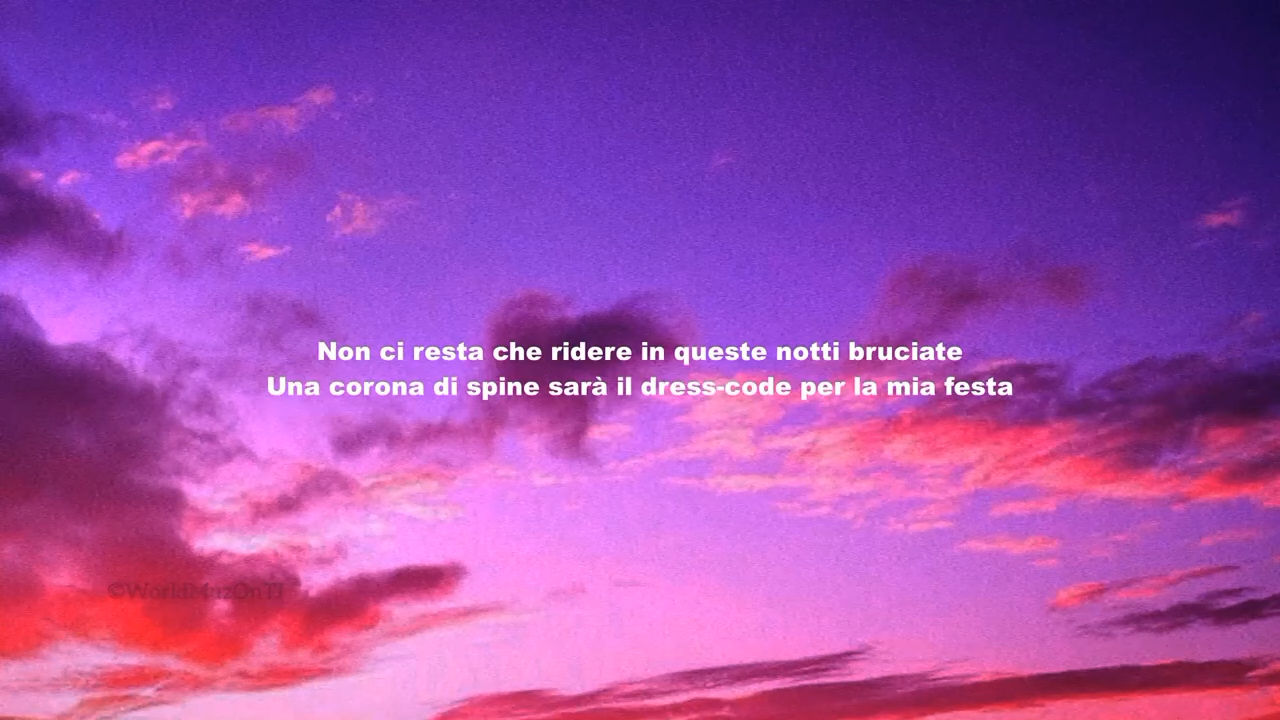 Non ci resta che ridere in queste notti bruciate
Una corona di spine sarà il dress-code per la mia festa